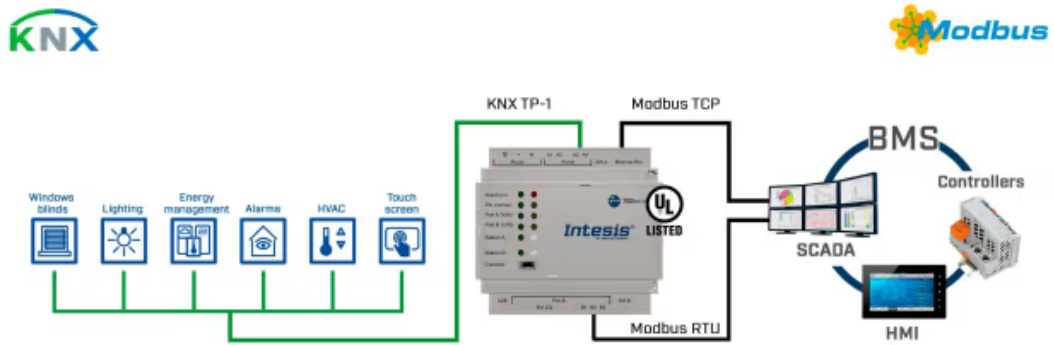 KNX
Modbus
KNX TP-1
Modbus TCP
BMS
Controllers
Windows
blinds
Lighting
Energy
management
Alarms
HVAC
Touch
screen
Intesis®
UL
LISTED
SCADA
Port B
Modbus RTU
HMI